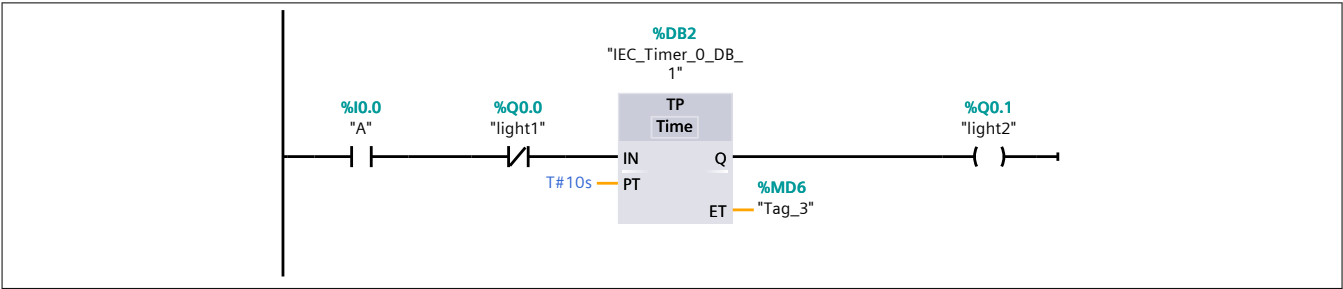 %DB2
"IEC_Timer_0_DB_
1"
%I0.0
"A"
%Q0.0
"light1"
TP
Time
%Q0.1
"light2"
IN
Q
T#10s
PT
%MD6
ET
"Tag_3"